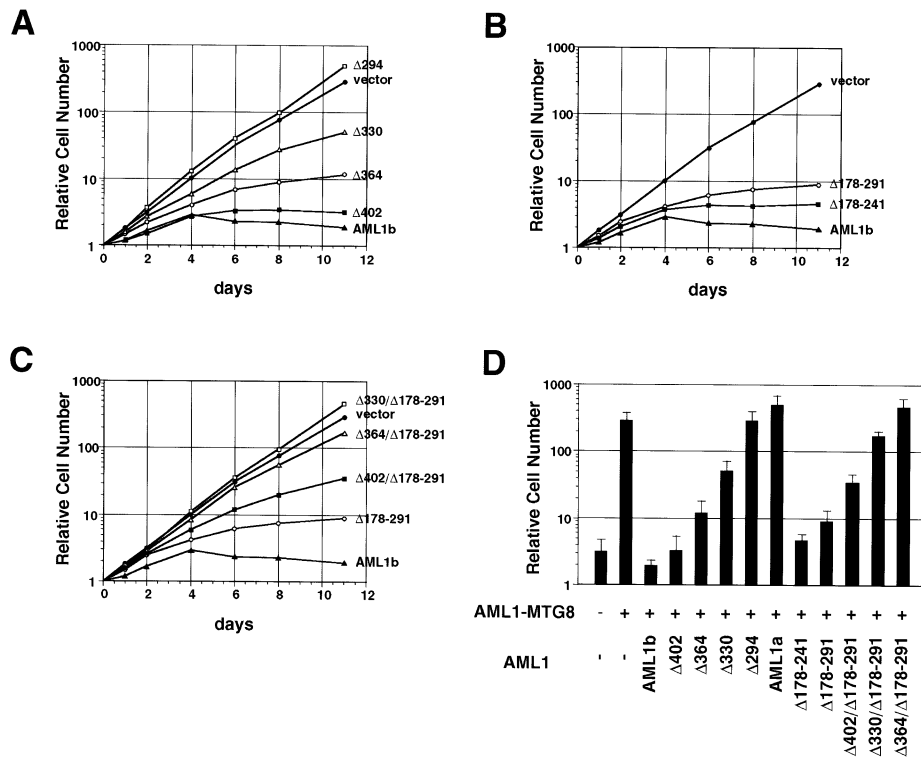 A
B
1000
100
10
1
Relative Cell Number
0 2 4 6 8 10 12
days
Δ294
vector
Δ330
Δ364
Δ402
AML1b
1000
100
10
1
Relative Cell Number
0 2 4 6 8 10 12
days
vector
Δ178-291
Δ178-241
AML1b
C
D
1000
100
10
1
Relative Cell Number
0 2 4 6 8 10 12
days
Δ330/Δ178-291
vector
Δ364/Δ178-291
Δ402/Δ178-291
Δ178-291
AML1b
1000
100
10
1
Relative Cell Number
AML1-MTG8 - + + + + + + + + + + + +
AML1 - - AML1b Δ402 Δ364 Δ330 Δ294 AML1a Δ178-241 Δ178-291 Δ402/Δ178-291 Δ330/Δ178-291 Δ364/Δ178-291